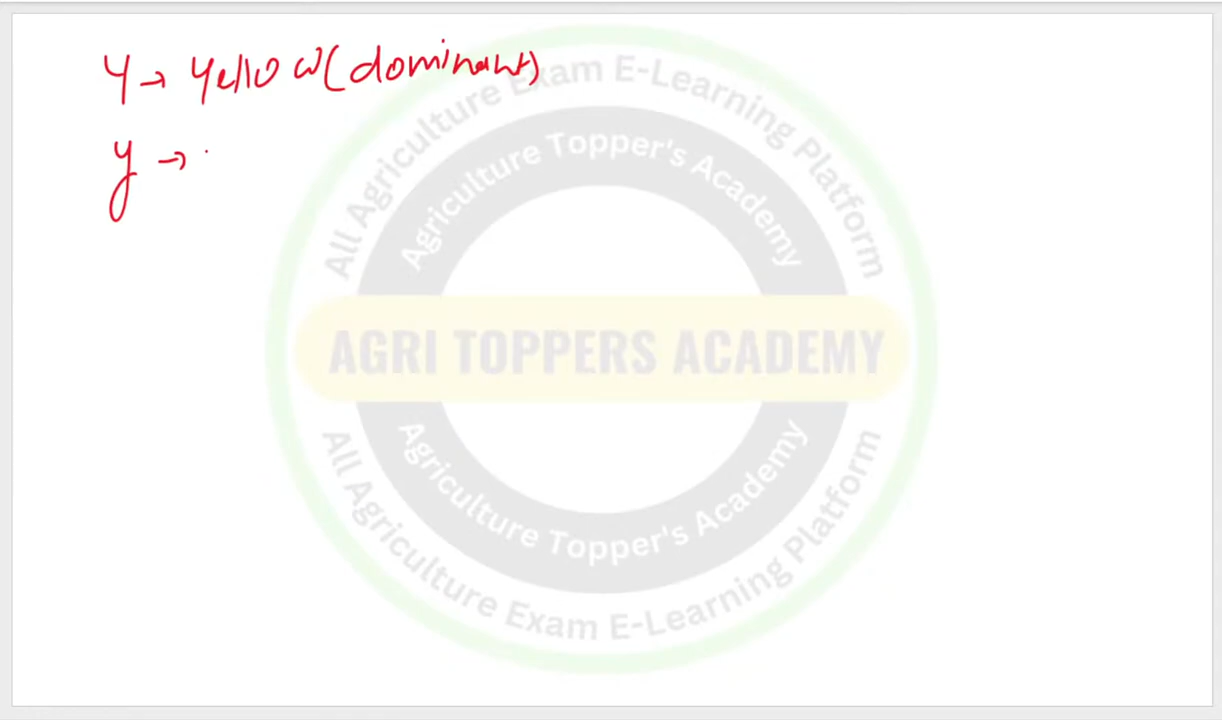 Y → Yellow (dominant)
y →
All Agriculture Exam E-Learning Platform
Agriculture Topper's Academy
AGRI TOPPERS ACADEMY
Agriculture Topper's Academy
All Agriculture Exam E-Learning Platform